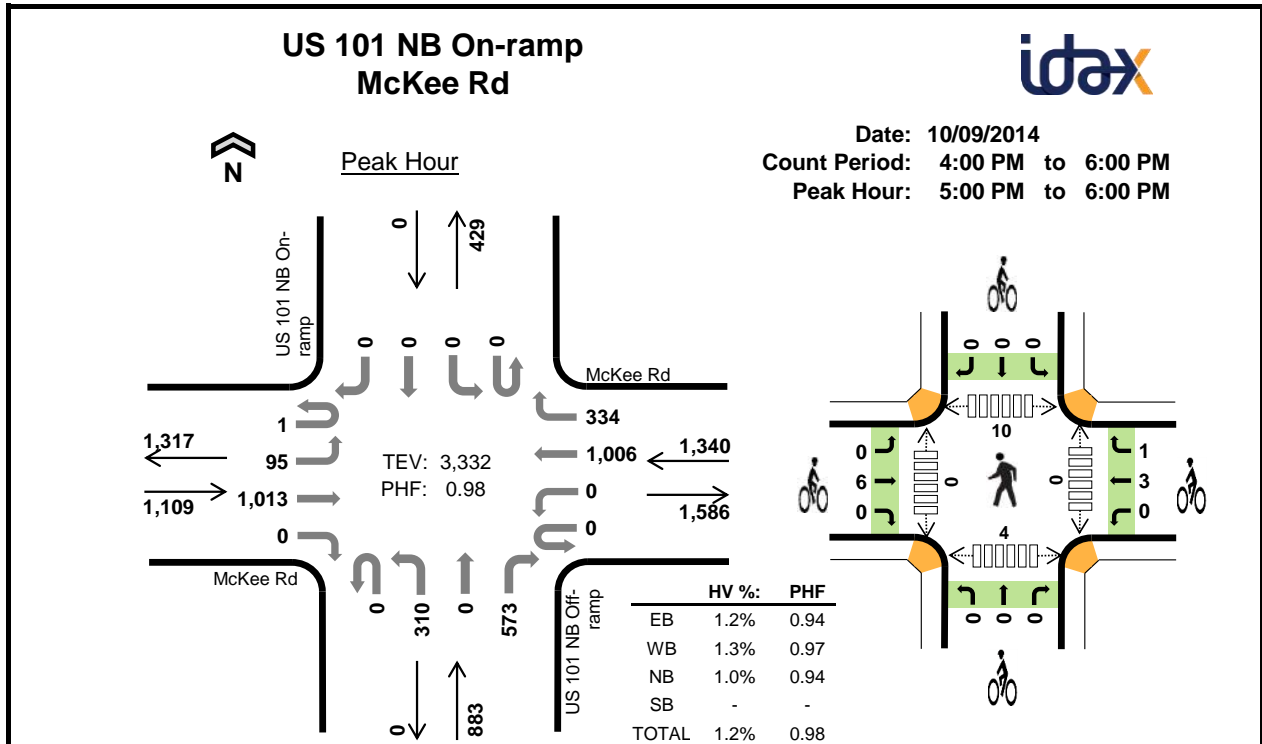 US 101 NB On-ramp
McKee Rd
idax
Date: 10/09/2014
Count Period: 4:00 PM to 6:00 PM
Peak Hour: 5:00 PM to 6:00 PM
N
Peak Hour
US 101 NB On-
ramp
0
429
0
0
0
0
McKee Rd
1
95
1,013
0
1,317
1,109
TEV: 3,332
PHF: 0.98
334
1,006
0
0
1,340
1,586
McKee Rd
0
310
0
573
US 101 NB Off-
ramp
0
883
HV %: PHF
EB 1.2% 0.94
WB 1.3% 0.97
NB 1.0% 0.94
SB - -
TOTAL 1.2% 0.98
0
0
0
10
0
6
0
0
0
1
3
0
4
0
0
0